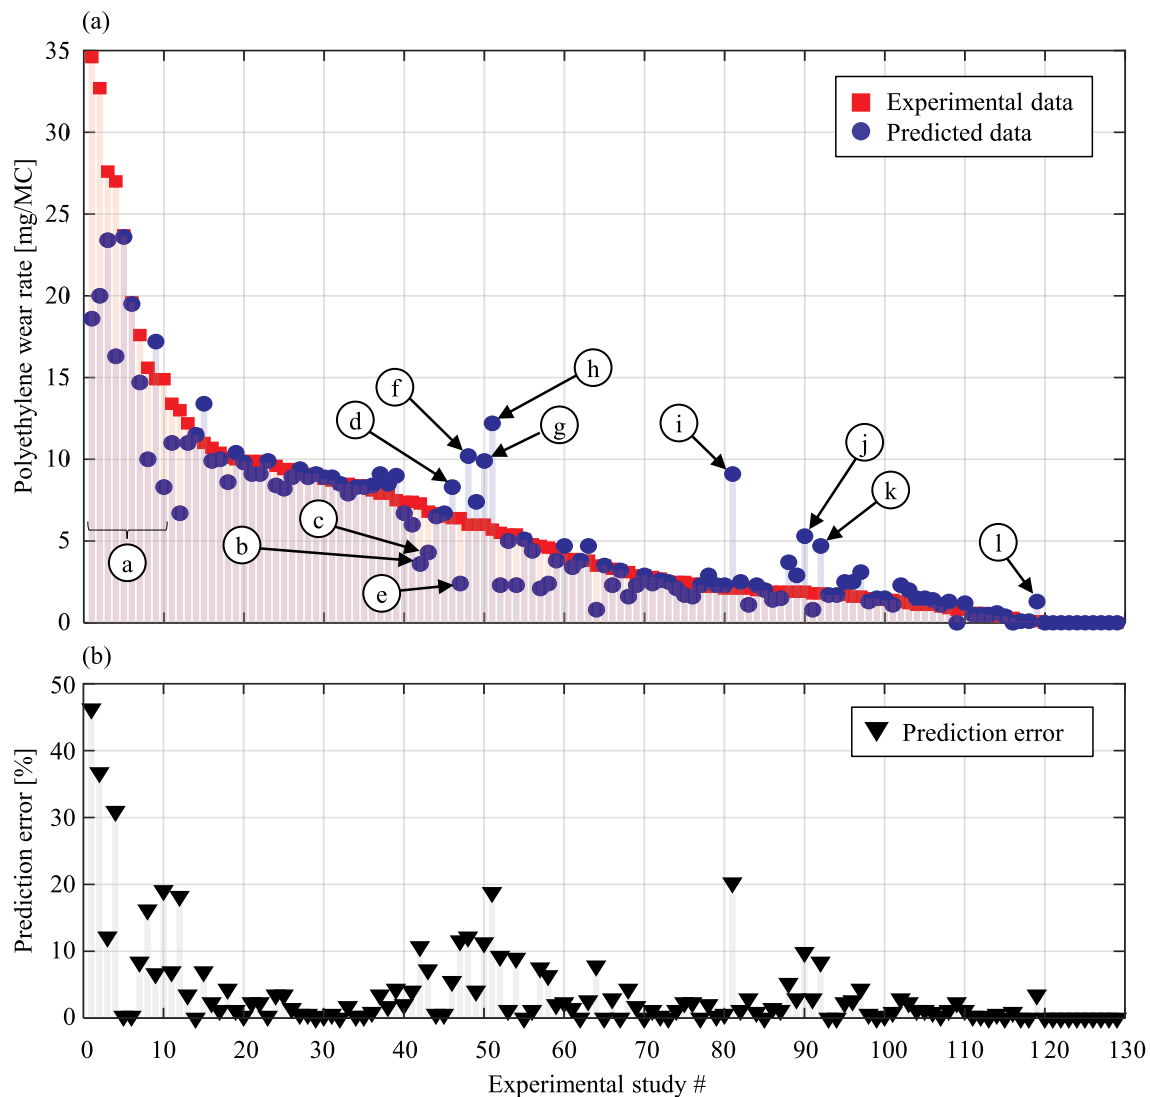 (a)
35
30
25
20
15
10
5
0
Polyethylene wear rate [mg/MC]
Experimental data
Predicted data
h
f
d
g
i
j
k
c
b
a
e
l
(b)
50
40
30
20
10
0
Prediction error [%]
Prediction error
0 10 20 30 40 50 60 70 80 90 100 110 120 130
Experimental study #